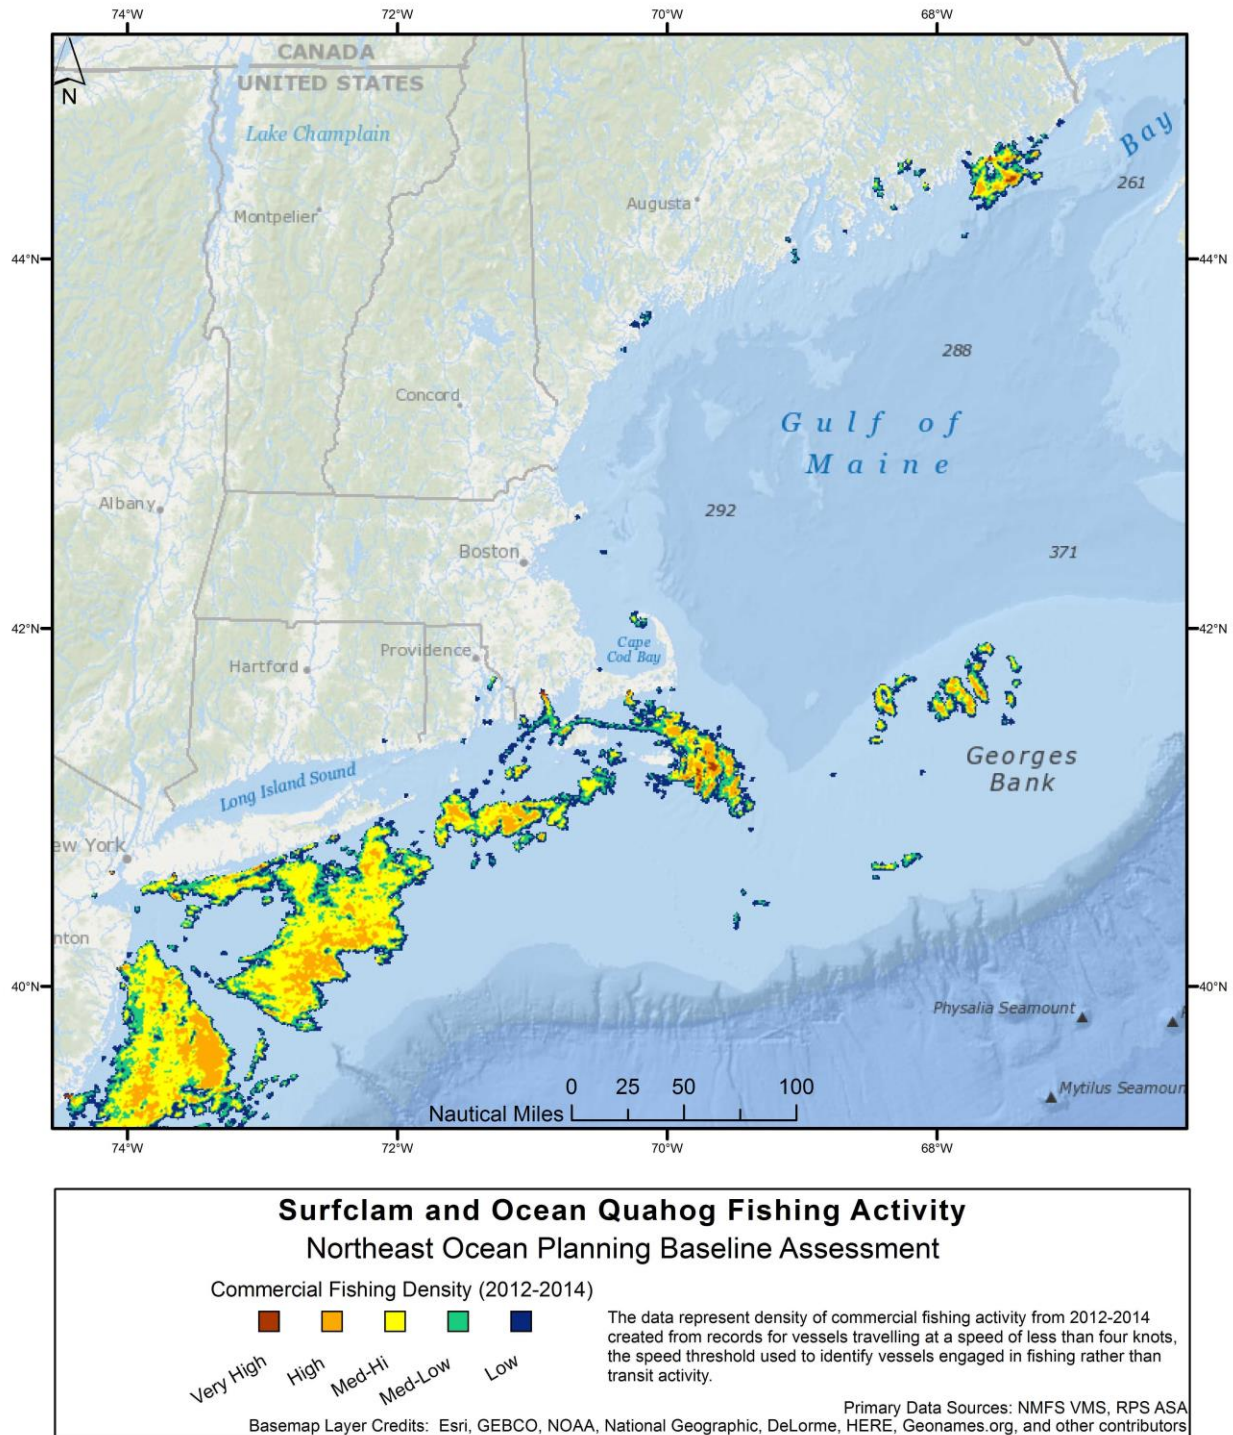 74°W 72°W 70°W 68°W
CANADA
UNITED STATES
N
Lake Champlain
Bay
261
Montpelier
Augusta
44°N 44°N
288
Concord
Gulf of
Maine
Albany
292
Boston
371
42°N 42°N
Cape
Cod Bay
Providence
Hartford
Georges
Bank
Long Island Sound
ew York
nton
40°N 40°N
Physalia Seamount
Mytilus Seamoun
0 25 50 100
Nautical Miles
74°W 72°W 70°W 68°W
Surfclam and Ocean Quahog Fishing Activity
Northeast Ocean Planning Baseline Assessment
Commercial Fishing Density (2012-2014)
Very High High Med-Hi Med-Low Low
The data represent density of commercial fishing activity from 2012-2014
created from records for vessels travelling at a speed of less than four knots,
the speed threshold used to identify vessels engaged in fishing rather than
transit activity.
Primary Data Sources: NMFS VMS, RPS ASA
Basemap Layer Credits: Esri, GEBCO, NOAA, National Geographic, DeLorme, HERE, Geonames.org, and other contributors